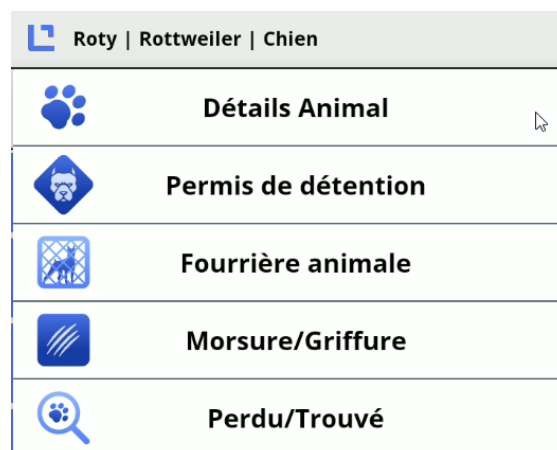 Roty | Rottweiler | Chien
Détails Animal
Permis de détention
Fourrière animale
Morsure/Griffure
Perdu/Trouvé